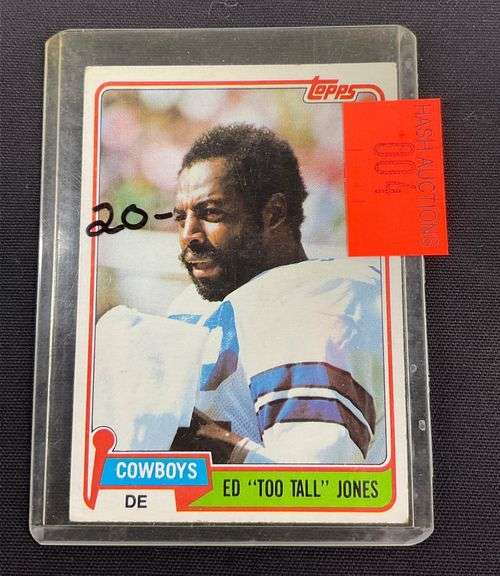 Topps
HASH AUCTIONS
004
20-
COWBOYS
DE
ED "TOO TALL" JONES